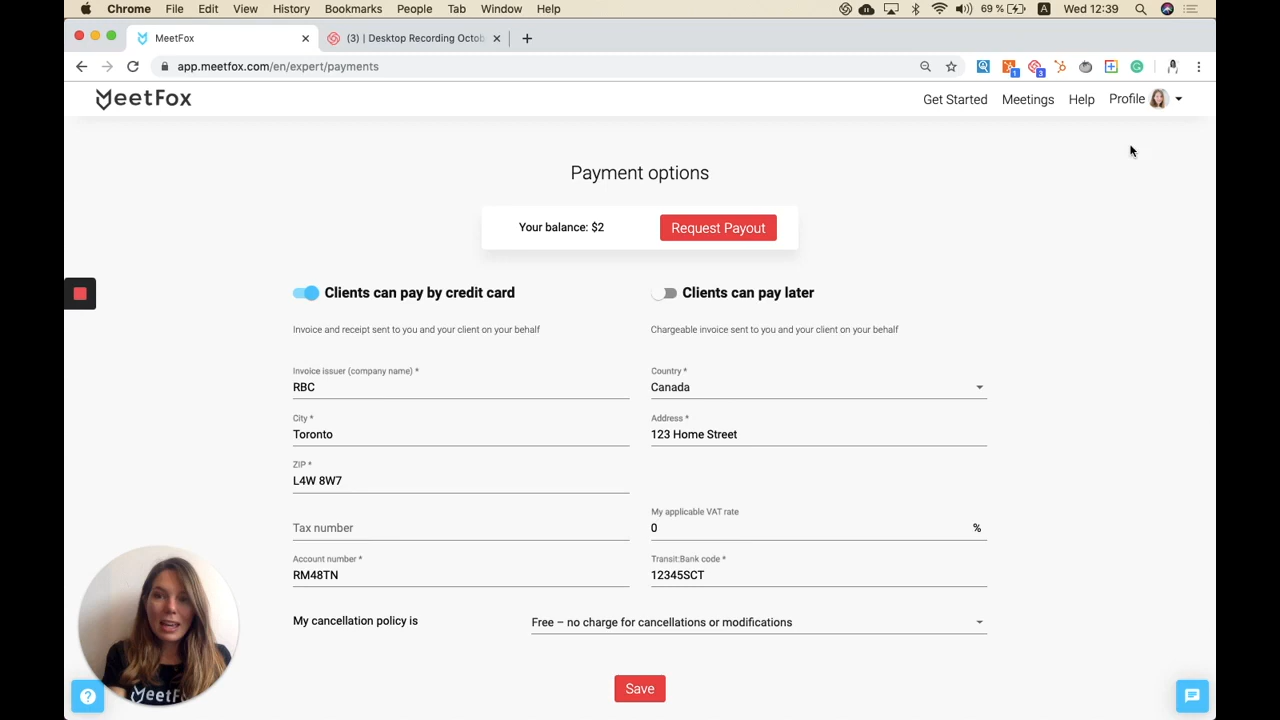 Chrome File Edit View History Bookmarks People Tab Window Help 69 % A Wed 12:39
MeetFox (3) | Desktop Recording Octob
app.meetfox.com/en/expert/payments 1 3
MeetFox Get Started Meetings Help Profile
Payment options
Your balance: $2 Request Payout
Clients can pay by credit card Clients can pay later
Invoice and receipt sent to you and your client on your behalf Chargeable invoice sent to you and your client on your behalf
Invoice issuer (company name) * Country *
RBC Canada
City * Address *
Toronto 123 Home Street
ZIP *
L4W 8W7
My applicable VAT rate
Tax number 0 %
Account number * Transit:Bank code *
RM48TN 12345SCT
My cancellation policy is Free – no charge for cancellations or modifications
Save
MeetFox
?